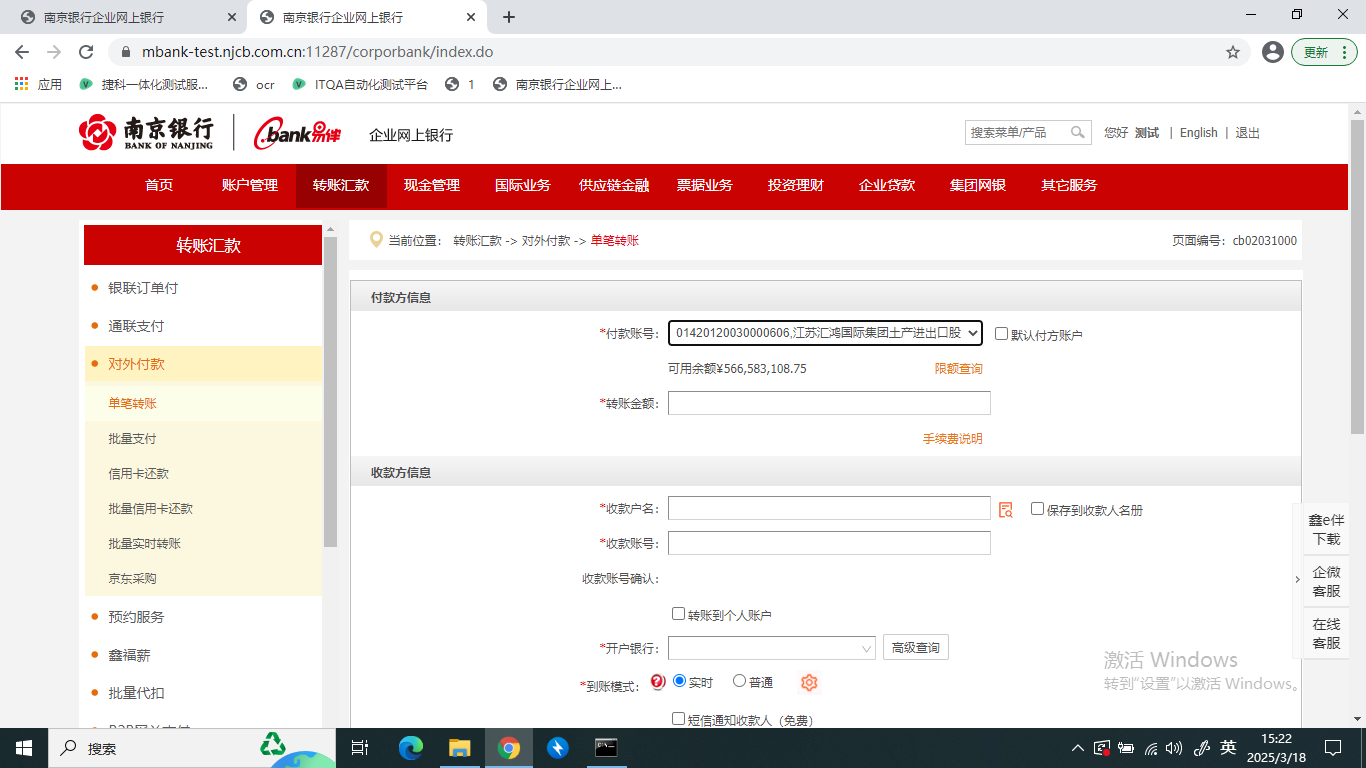 南京银行企业网上银行
南京银行企业网上银行
mbank-test.njcb.com.cn:11287/corporbank/index.do
更新
应用
捷科一体化测试服...
ocr
ITQA自动化测试平台
1
南京银行企业网上...
南京银行
BANK OF NANJING
e.bank易伴
企业网上银行
搜索菜单/产品
您好 测试 | English | 退出
首页 账户管理 转账汇款 现金管理 国际业务 供应链金融 票据业务 投资理财 企业贷款 集团网银 其它服务
转账汇款
银联订单付
通联支付
对外付款
单笔转账
批量支付
信用卡还款
批量信用卡还款
批量实时转账
京东采购
预约服务
鑫福薪
批量代扣
当前位置： 转账汇款 -> 对外付款 -> 单笔转账
页面编号：cb02031000
付款方信息
*付款账号：
01420120030000606,江苏汇鸿国际集团土产进出口股
默认付方账户
可用余额¥566,583,108.75
限额查询
*转账金额：
手续费说明
收款方信息
*收款户名：
保存到收款人名册
*收款账号：
收款账号确认：
转账到个人账户
*开户银行：
高级查询
*到账模式：
实时
普通
短信通知收款人（免费）
鑫e伴
下载
企微
客服
在线
客服
激活 Windows
转到"设置"以激活 Windows。
搜索
英
15:22
2025/3/18